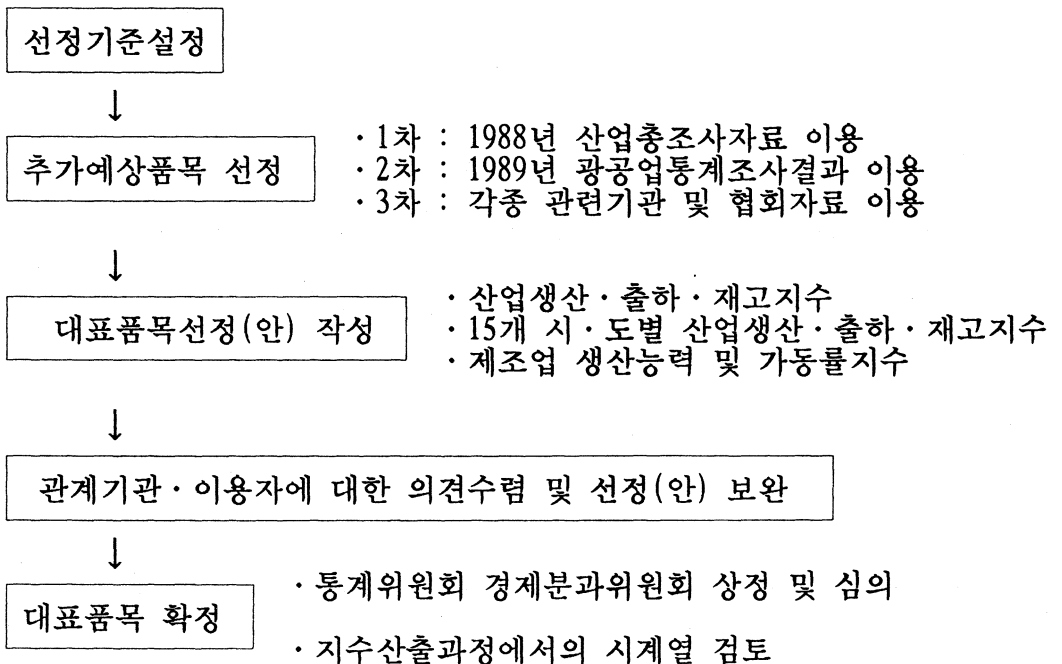 선정기준설정
↓
추가예상품목 선정
· 1차 : 1988년 산업총조사자료 이용
· 2차 : 1989년 광공업통계조사결과 이용
· 3차 : 각종 관련기관 및 협회자료 이용
↓
대표품목선정(안) 작성
· 산업생산·출하·재고지수
· 15개 시·도별 산업생산·출하·재고지수
· 제조업 생산능력 및 가동률지수
↓
관계기관·이용자에 대한 의견수렴 및 선정(안) 보완
↓
대표품목 확정
· 통계위원회 경제분과위원회 상정 및 심의
· 지수산출과정에서의 시계열 검토